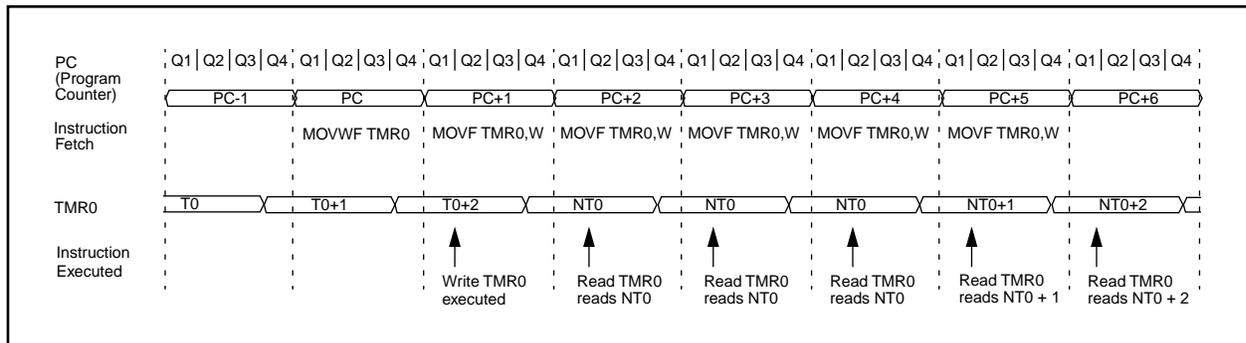 PC
(Program
Counter)
Q1 Q2 Q3 Q4 Q1 Q2 Q3 Q4 Q1 Q2 Q3 Q4 Q1 Q2 Q3 Q4 Q1 Q2 Q3 Q4 Q1 Q2 Q3 Q4 Q1 Q2 Q3 Q4 Q1 Q2 Q3 Q4
PC-1 PC PC+1 PC+2 PC+3 PC+4 PC+5 PC+6
Instruction
Fetch
MOVWF TMR0 MOVF TMR0,W MOVF TMR0,W MOVF TMR0,W MOVF TMR0,W MOVF TMR0,W
TMR0
T0 T0+1 T0+2 NT0 NT0 NT0 NT0+1 NT0+2
Instruction
Executed
Write TMR0
executed
Read TMR0
reads NT0
Read TMR0
reads NT0
Read TMR0
reads NT0
Read TMR0
reads NT0 + 1
Read TMR0
reads NT0 + 2